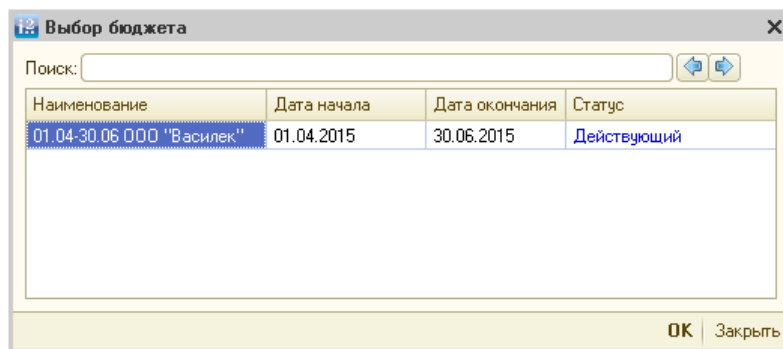 Выбор бюджета
Поиск:
Наименование Дата начала Дата окончания Статус
01.04-30.06 ООО "Василек" 01.04.2015 30.06.2015 Действующий
OK Закрыть